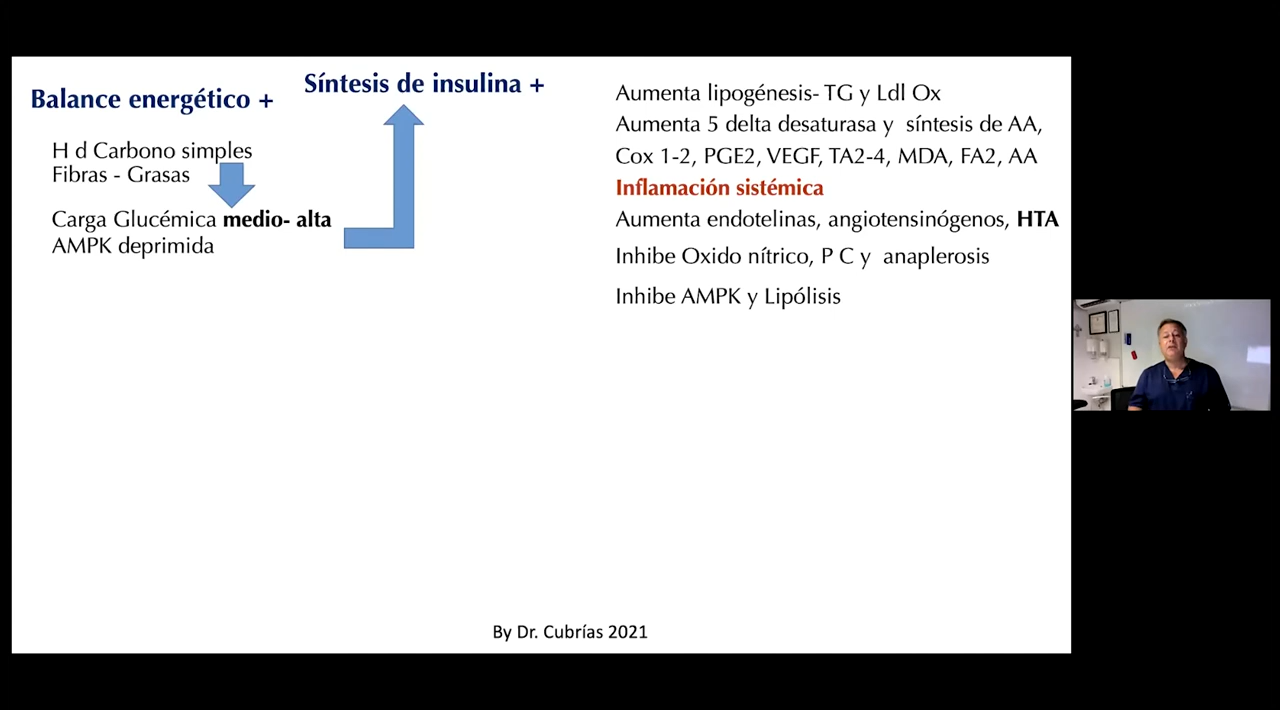 Balance energético +
Síntesis de insulina +
H d Carbono simples
Fibras - Grasas
Carga Glucémica medio- alta
AMPK deprimida
Aumenta lipogénesis- TG y Ldl Ox
Aumenta 5 delta desaturasa y síntesis de AA,
Cox 1-2, PGE2, VEGF, TA2-4, MDA, FA2, AA
Inflamación sistémica
Aumenta endotelinas, angiotensinógenos, HTA
Inhibe Oxido nítrico, P C y anaplerosis
Inhibe AMPK y Lipólisis
By Dr. Cubrías 2021